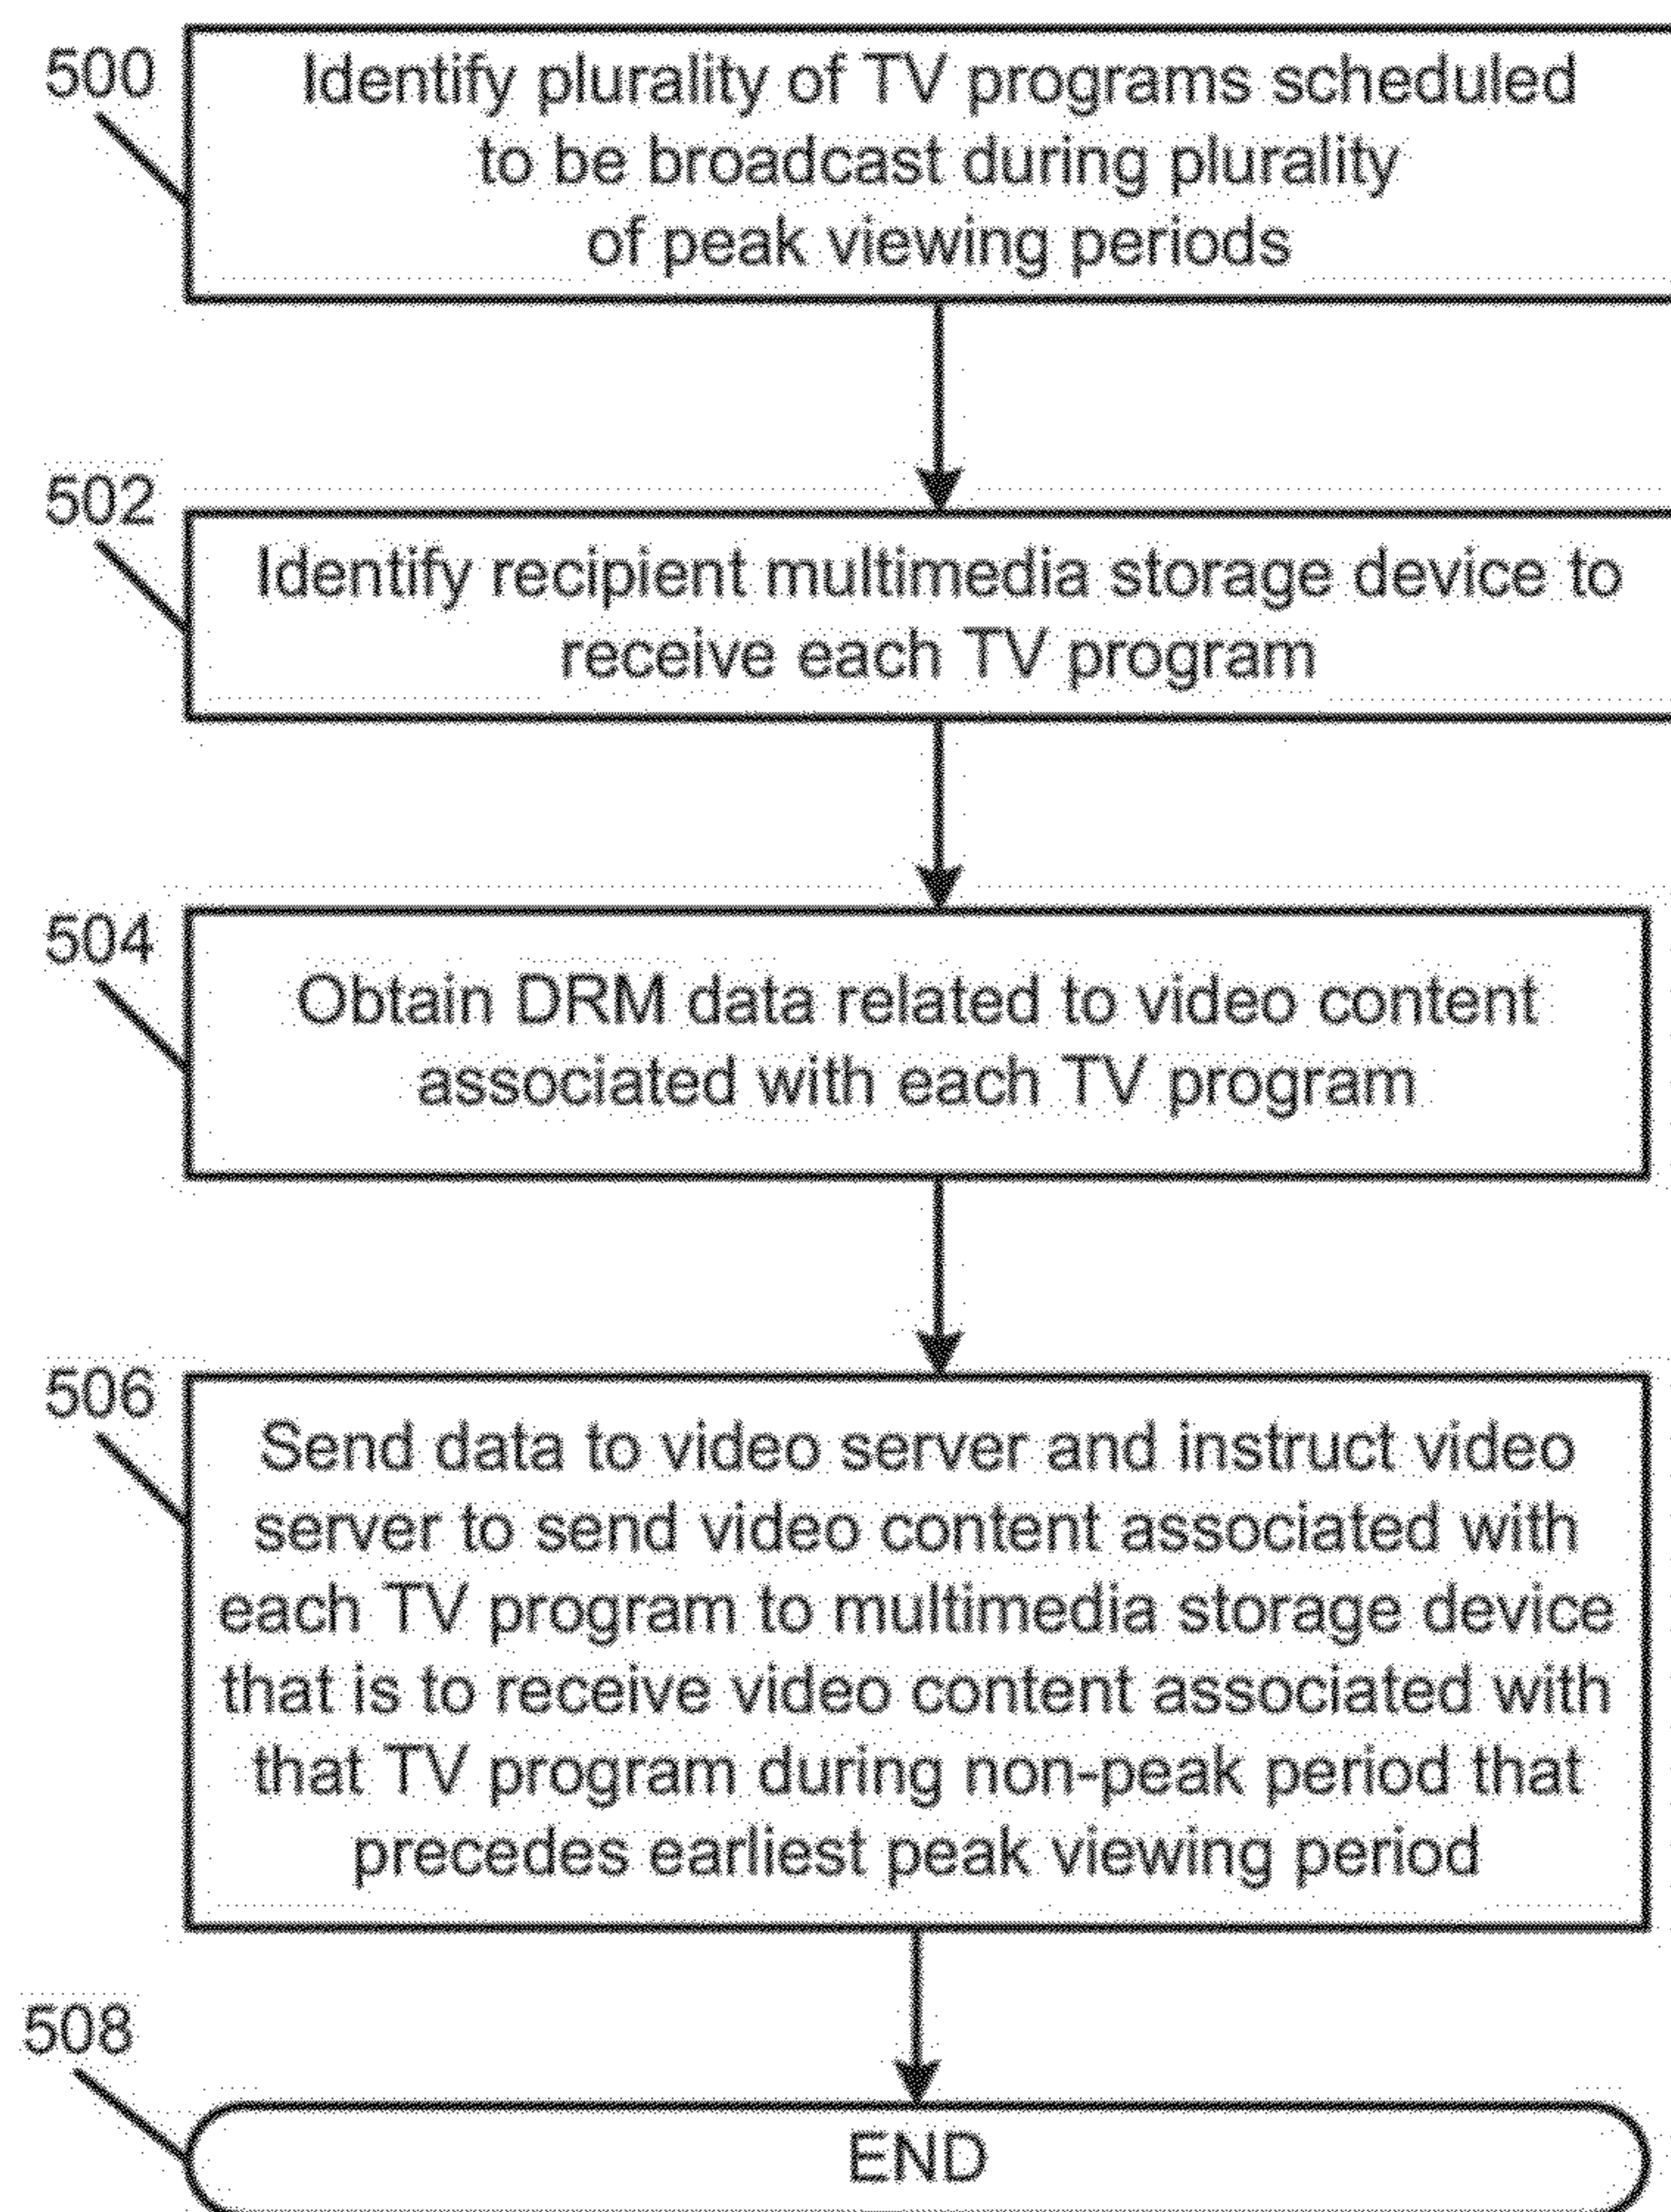 500
Identify plurality of TV programs scheduled
to be broadcast during plurality
of peak viewing periods
502
Identify recipient multimedia storage device to
receive each TV program
504
Obtain DRM data related to video content
associated with each TV program
506
Send data to video server and instruct video
server to send video content associated with
each TV program to multimedia storage device
that is to receive video content associated with
that TV program during non-peak period that
precedes earliest peak viewing period
508
END